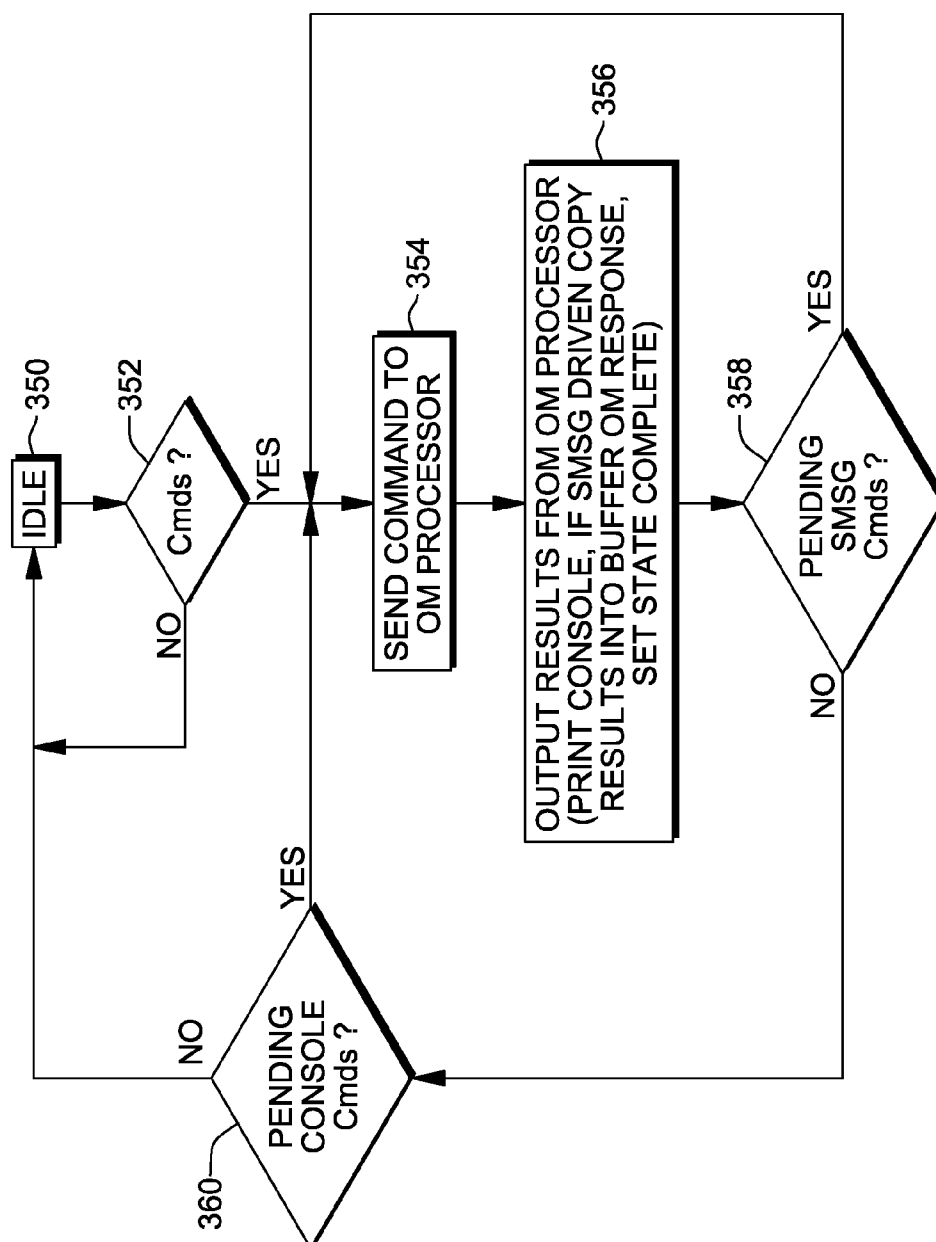 IDLE
350
352
Cmds ?
NO
YES
SEND COMMAND TO
OM PROCESSOR
354
OUTPUT RESULTS FROM OM PROCESSOR
(PRINT CONSOLE, IF SMSG DRIVEN COPY
RESULTS INTO BUFFER OM RESPONSE,
SET STATE COMPLETE)
356
PENDING
SMSG
Cmds ?
358
YES
NO
PENDING
CONSOLE
Cmds ?
360
NO
YES